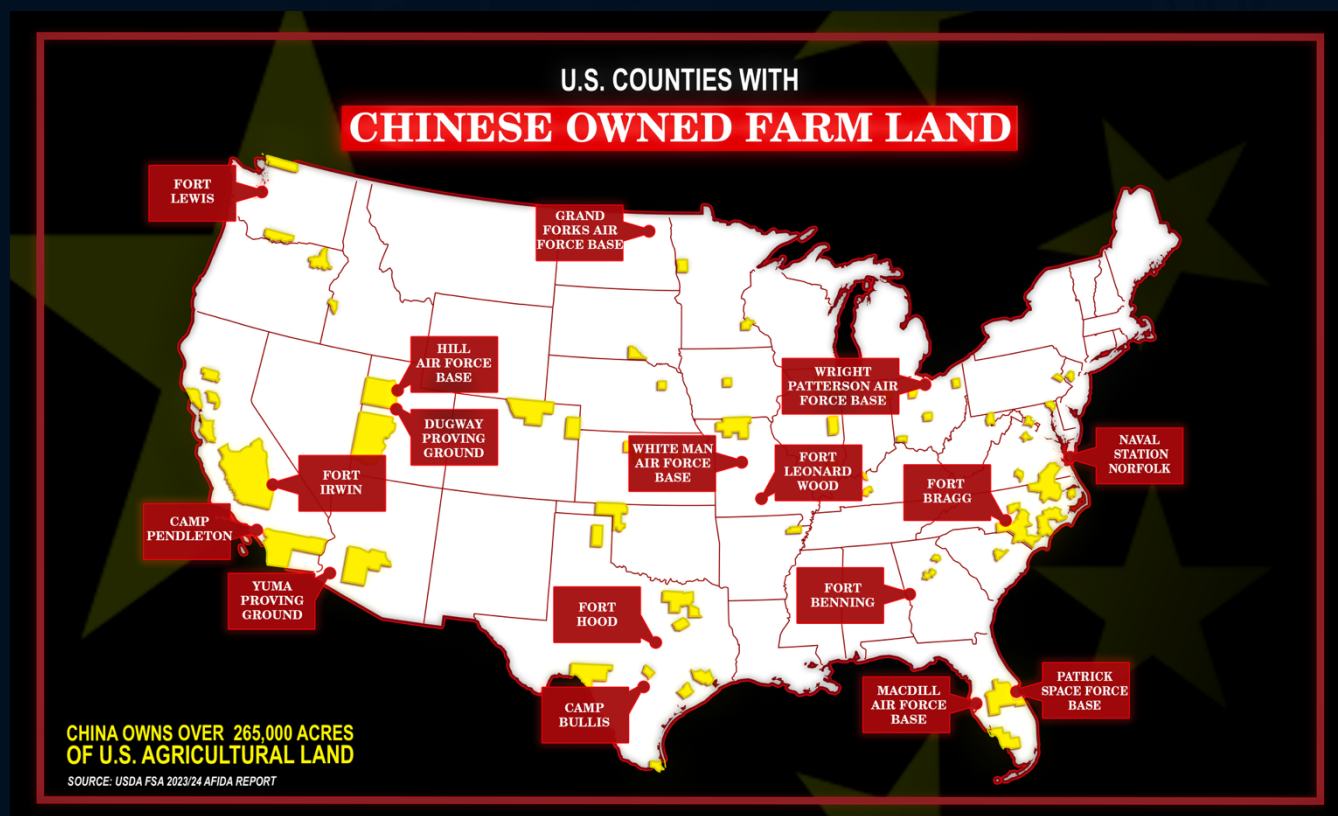 U.S. COUNTIES WITH
CHINESE OWNED FARM LAND
FORT
LEWIS
GRAND
FORKS AIR
FORCE BASE
HILL
AIR FORCE
BASE
WRIGHT
PATTERSON AIR
FORCE BASE
DUGWAY
PROVING
GROUND
WHITE MAN
AIR FORCE
BASE
FORT
LEONARD
WOOD
NAVAL
STATION
NORFOLK
FORT
IRWIN
FORT
BRAGG
CAMP
PENDLETON
YUMA
PROVING
GROUND
FORT
HOOD
FORT
BENNING
CAMP
BULLIS
MACDILL
AIR FORCE
BASE
PATRICK
SPACE FORCE
BASE
CHINA OWNS OVER 265,000 ACRES
OF U.S. AGRICULTURAL LAND
SOURCE: USDA FSA 2023/24 AFIDA REPORT